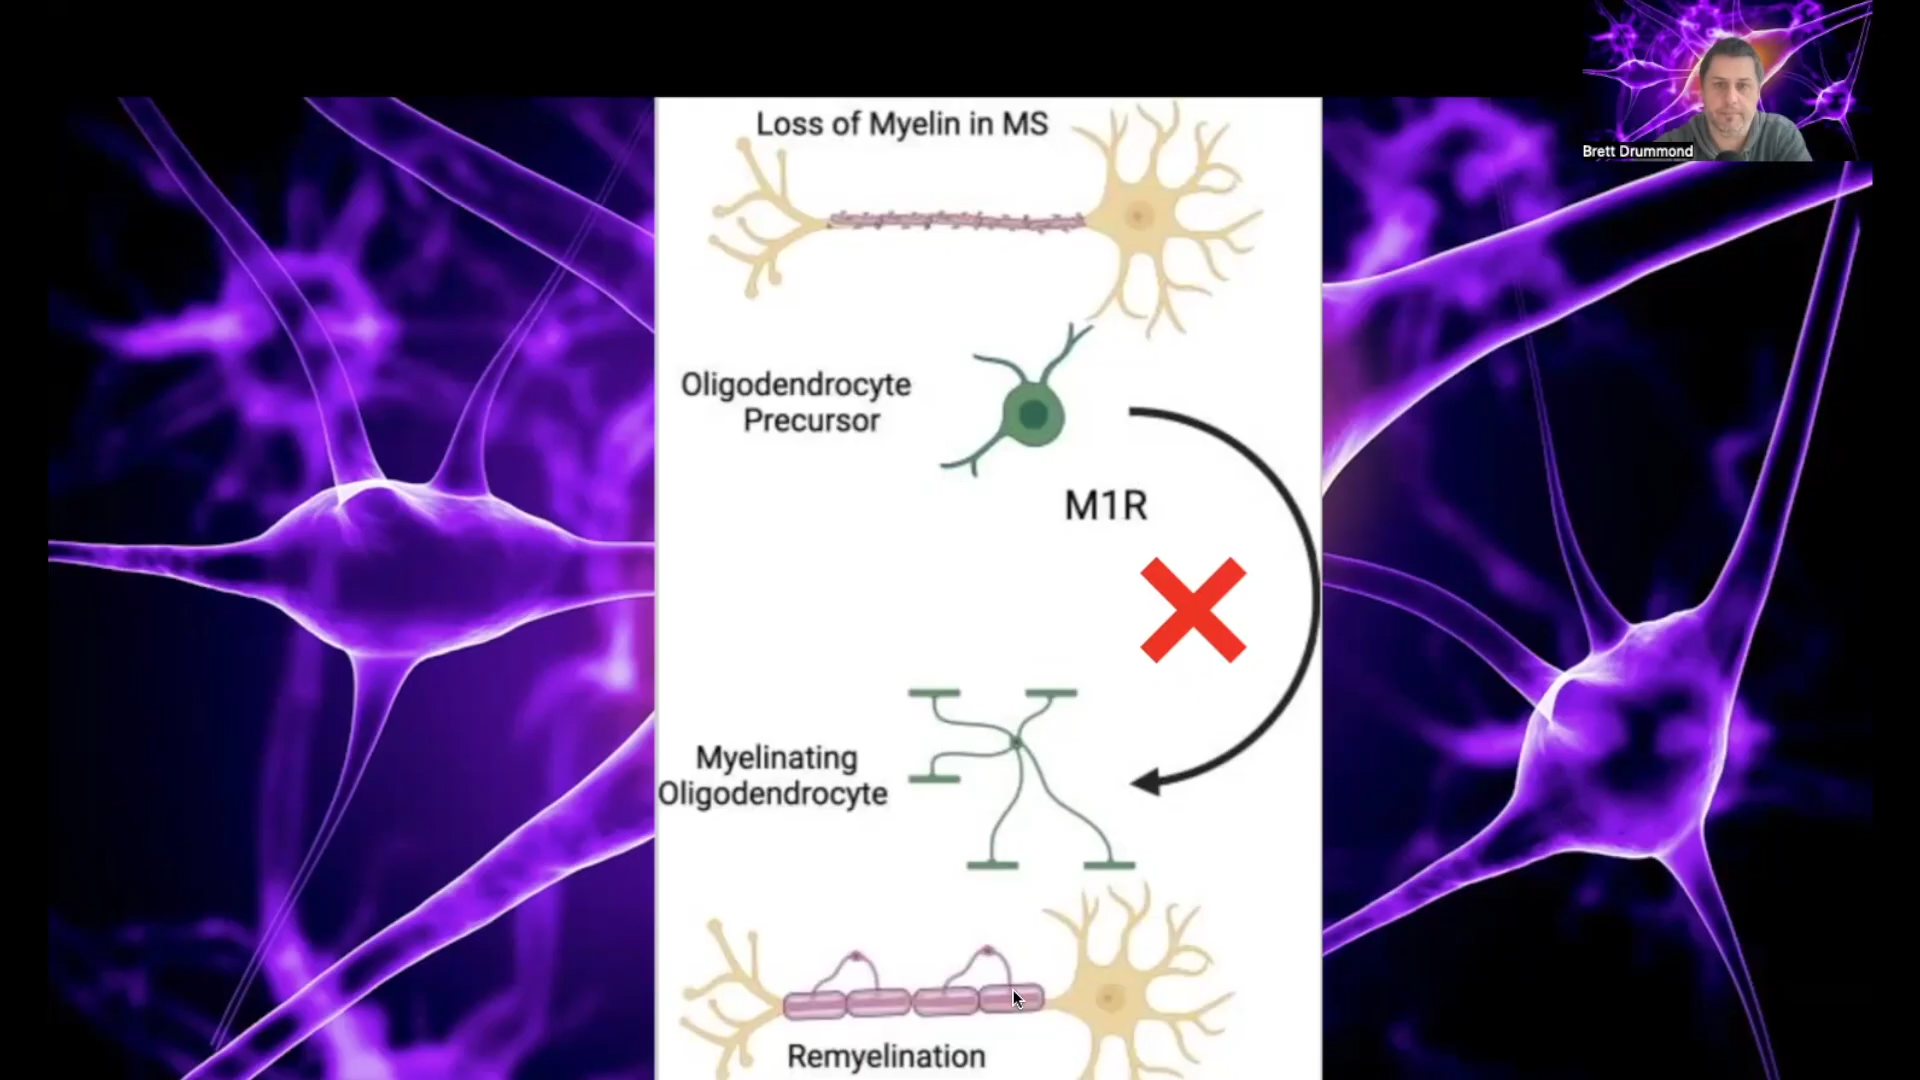 Loss of Myelin in MS
Brett Drummond
Oligodendrocyte
Precursor
M1R
Myelinating
Oligodendrocyte
Remyelination